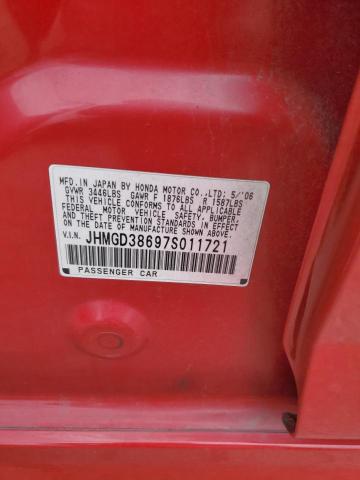 MFD. IN JAPAN BY HONDA MOTOR CO.,LTD; 5/'06
GVWR 3446LBS GAWR F 1876LBS R 1587LBS
THIS VEHICLE CONFORMS TO ALL APPLICABLE
FEDERAL MOTOR VEHICLE SAFETY, BUMPER,
AND THEFT PREVENTION STANDARDS IN
EFFECT ON THE DATE OF MANUFACTURE
SHOWN ABOVE.
V.I.N. JHMGD38697S011721
PASSENGER CAR